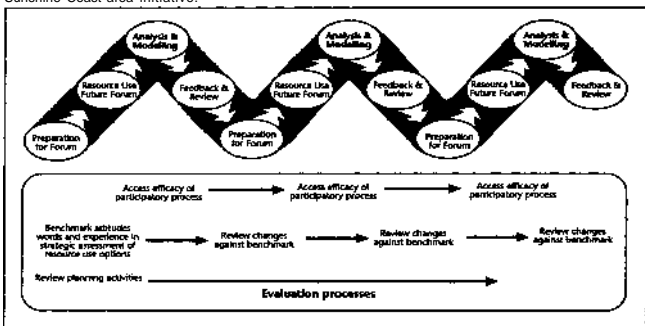 Sunshine Coast area initiative.
Analysis &
Modelling
Analysis &
Modelling
Analysis &
Modelling
Resource Use
Future Forum
Feedback &
Review
Resource Use
Future Forum
Feedback &
Review
Resource Use
Future Forum
Feedback &
Review
Preparation
for Forum
Preparation
for Forum
Preparation
for Forum
Access efficacy of
participatory process
Access efficacy of
participatory process
Access efficacy of
participatory process
Benchmark attitudes
words and experience in
strategic assessment of
resource use options
Review changes
against benchmark
Review changes
against benchmark
Review changes
against benchmark
Review planning activities
Evaluation processes